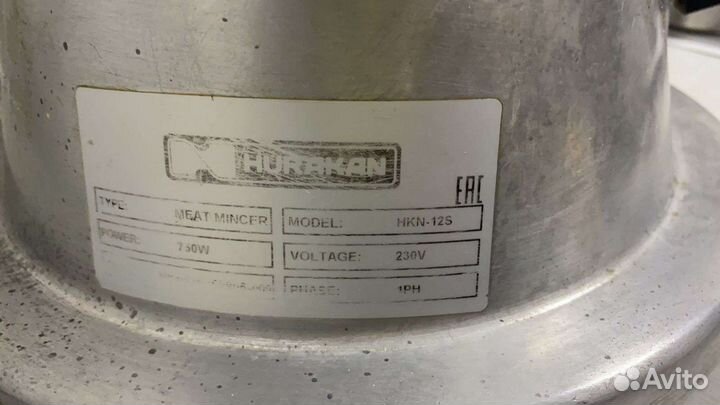 HURAKAN
EAC
TYPE: MEAT MINCER MODEL: HKN-12S
POWER: 750W VOLTAGE: 230V
PHASE: 1PH
Avito